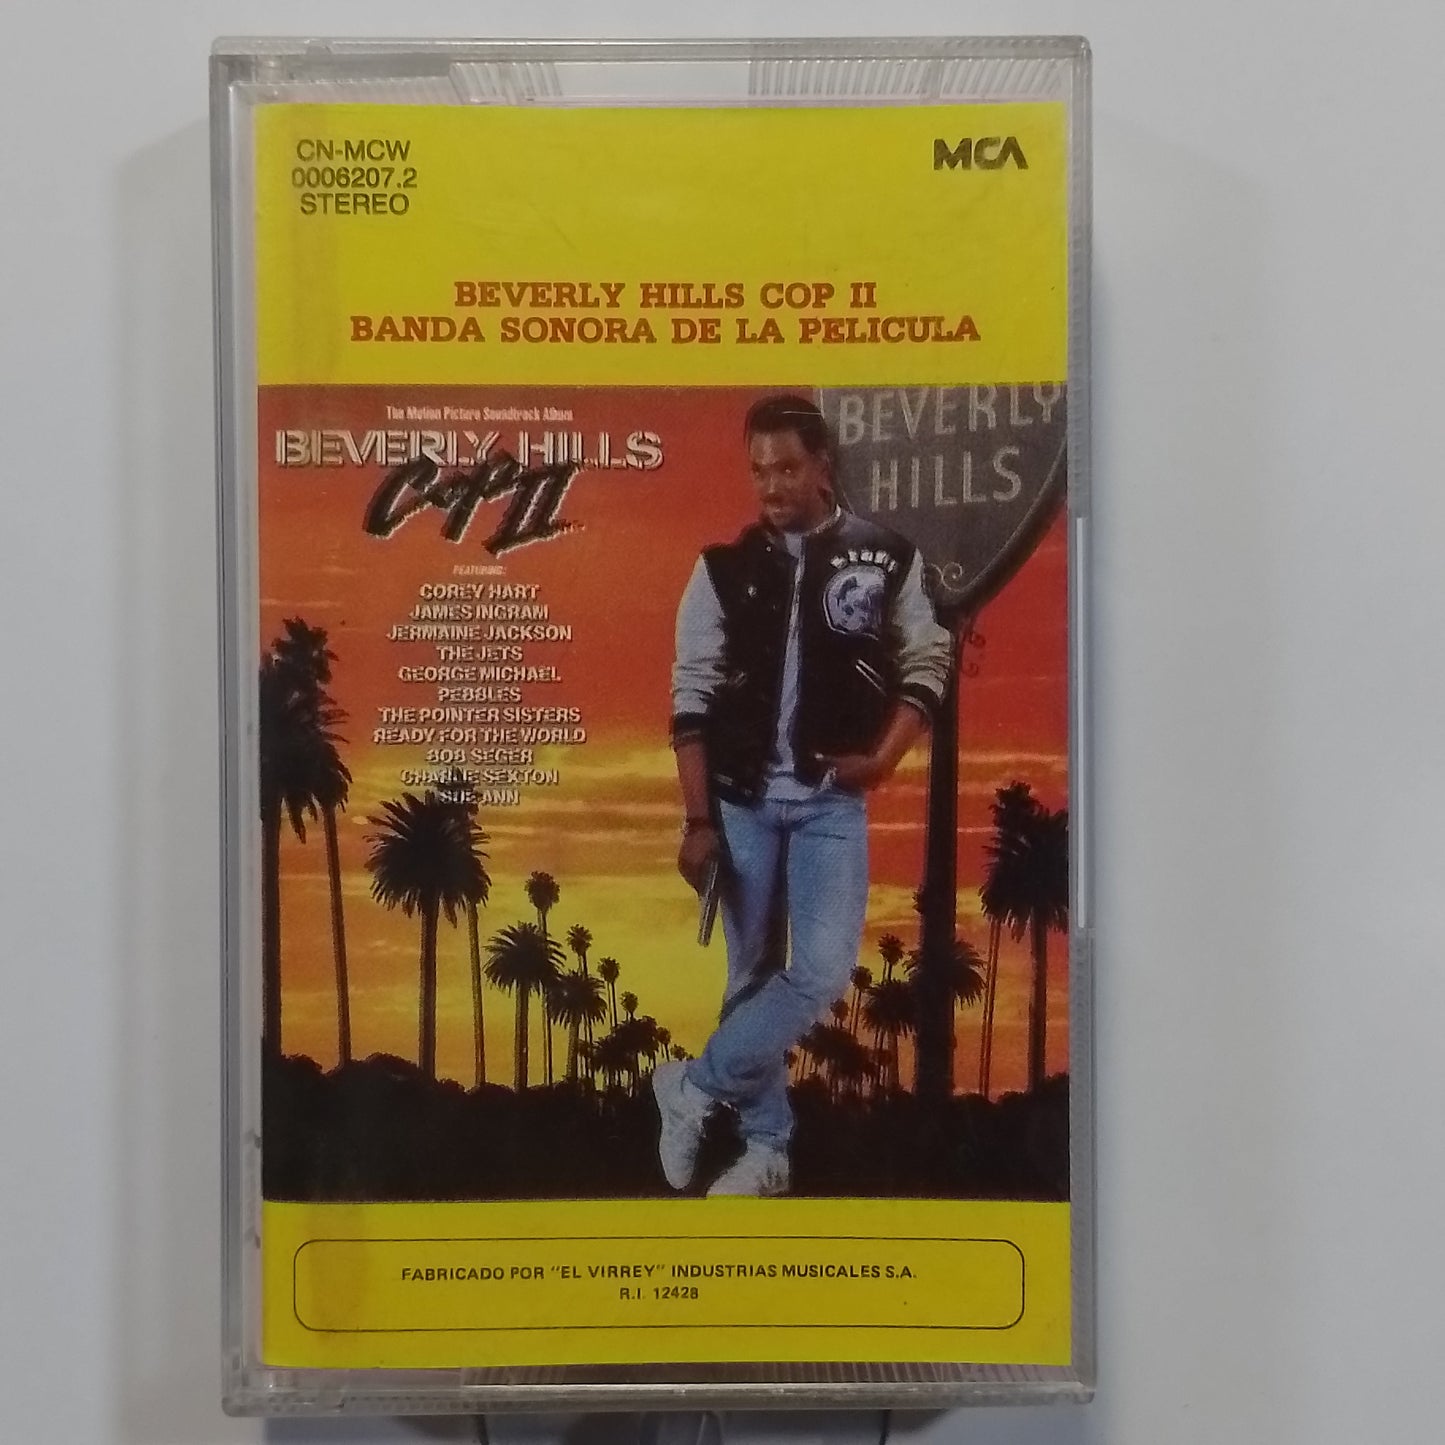 CN-MCW
0006207.2
STEREO
MCA
BEVERLY HILLS COP II
BANDA SONORA DE LA PELICULA
The Motion Picture Soundtrack Album
BEVERLY HILLS
Cop II
FEATURING:
COREY HART
JAMES INGRAM
JERMAINE JACKSON
THE JETS
GEORGE MICHAEL
PEBBLES
THE POINTER SISTERS
READY FOR THE WORLD
BOB SEGER
CHARLIE SEXTON
SUE ANN
BEVERLY
HILLS
FABRICADO POR "EL VIRREY" INDUSTRIAS MUSICALES S.A.
R.I. 12428